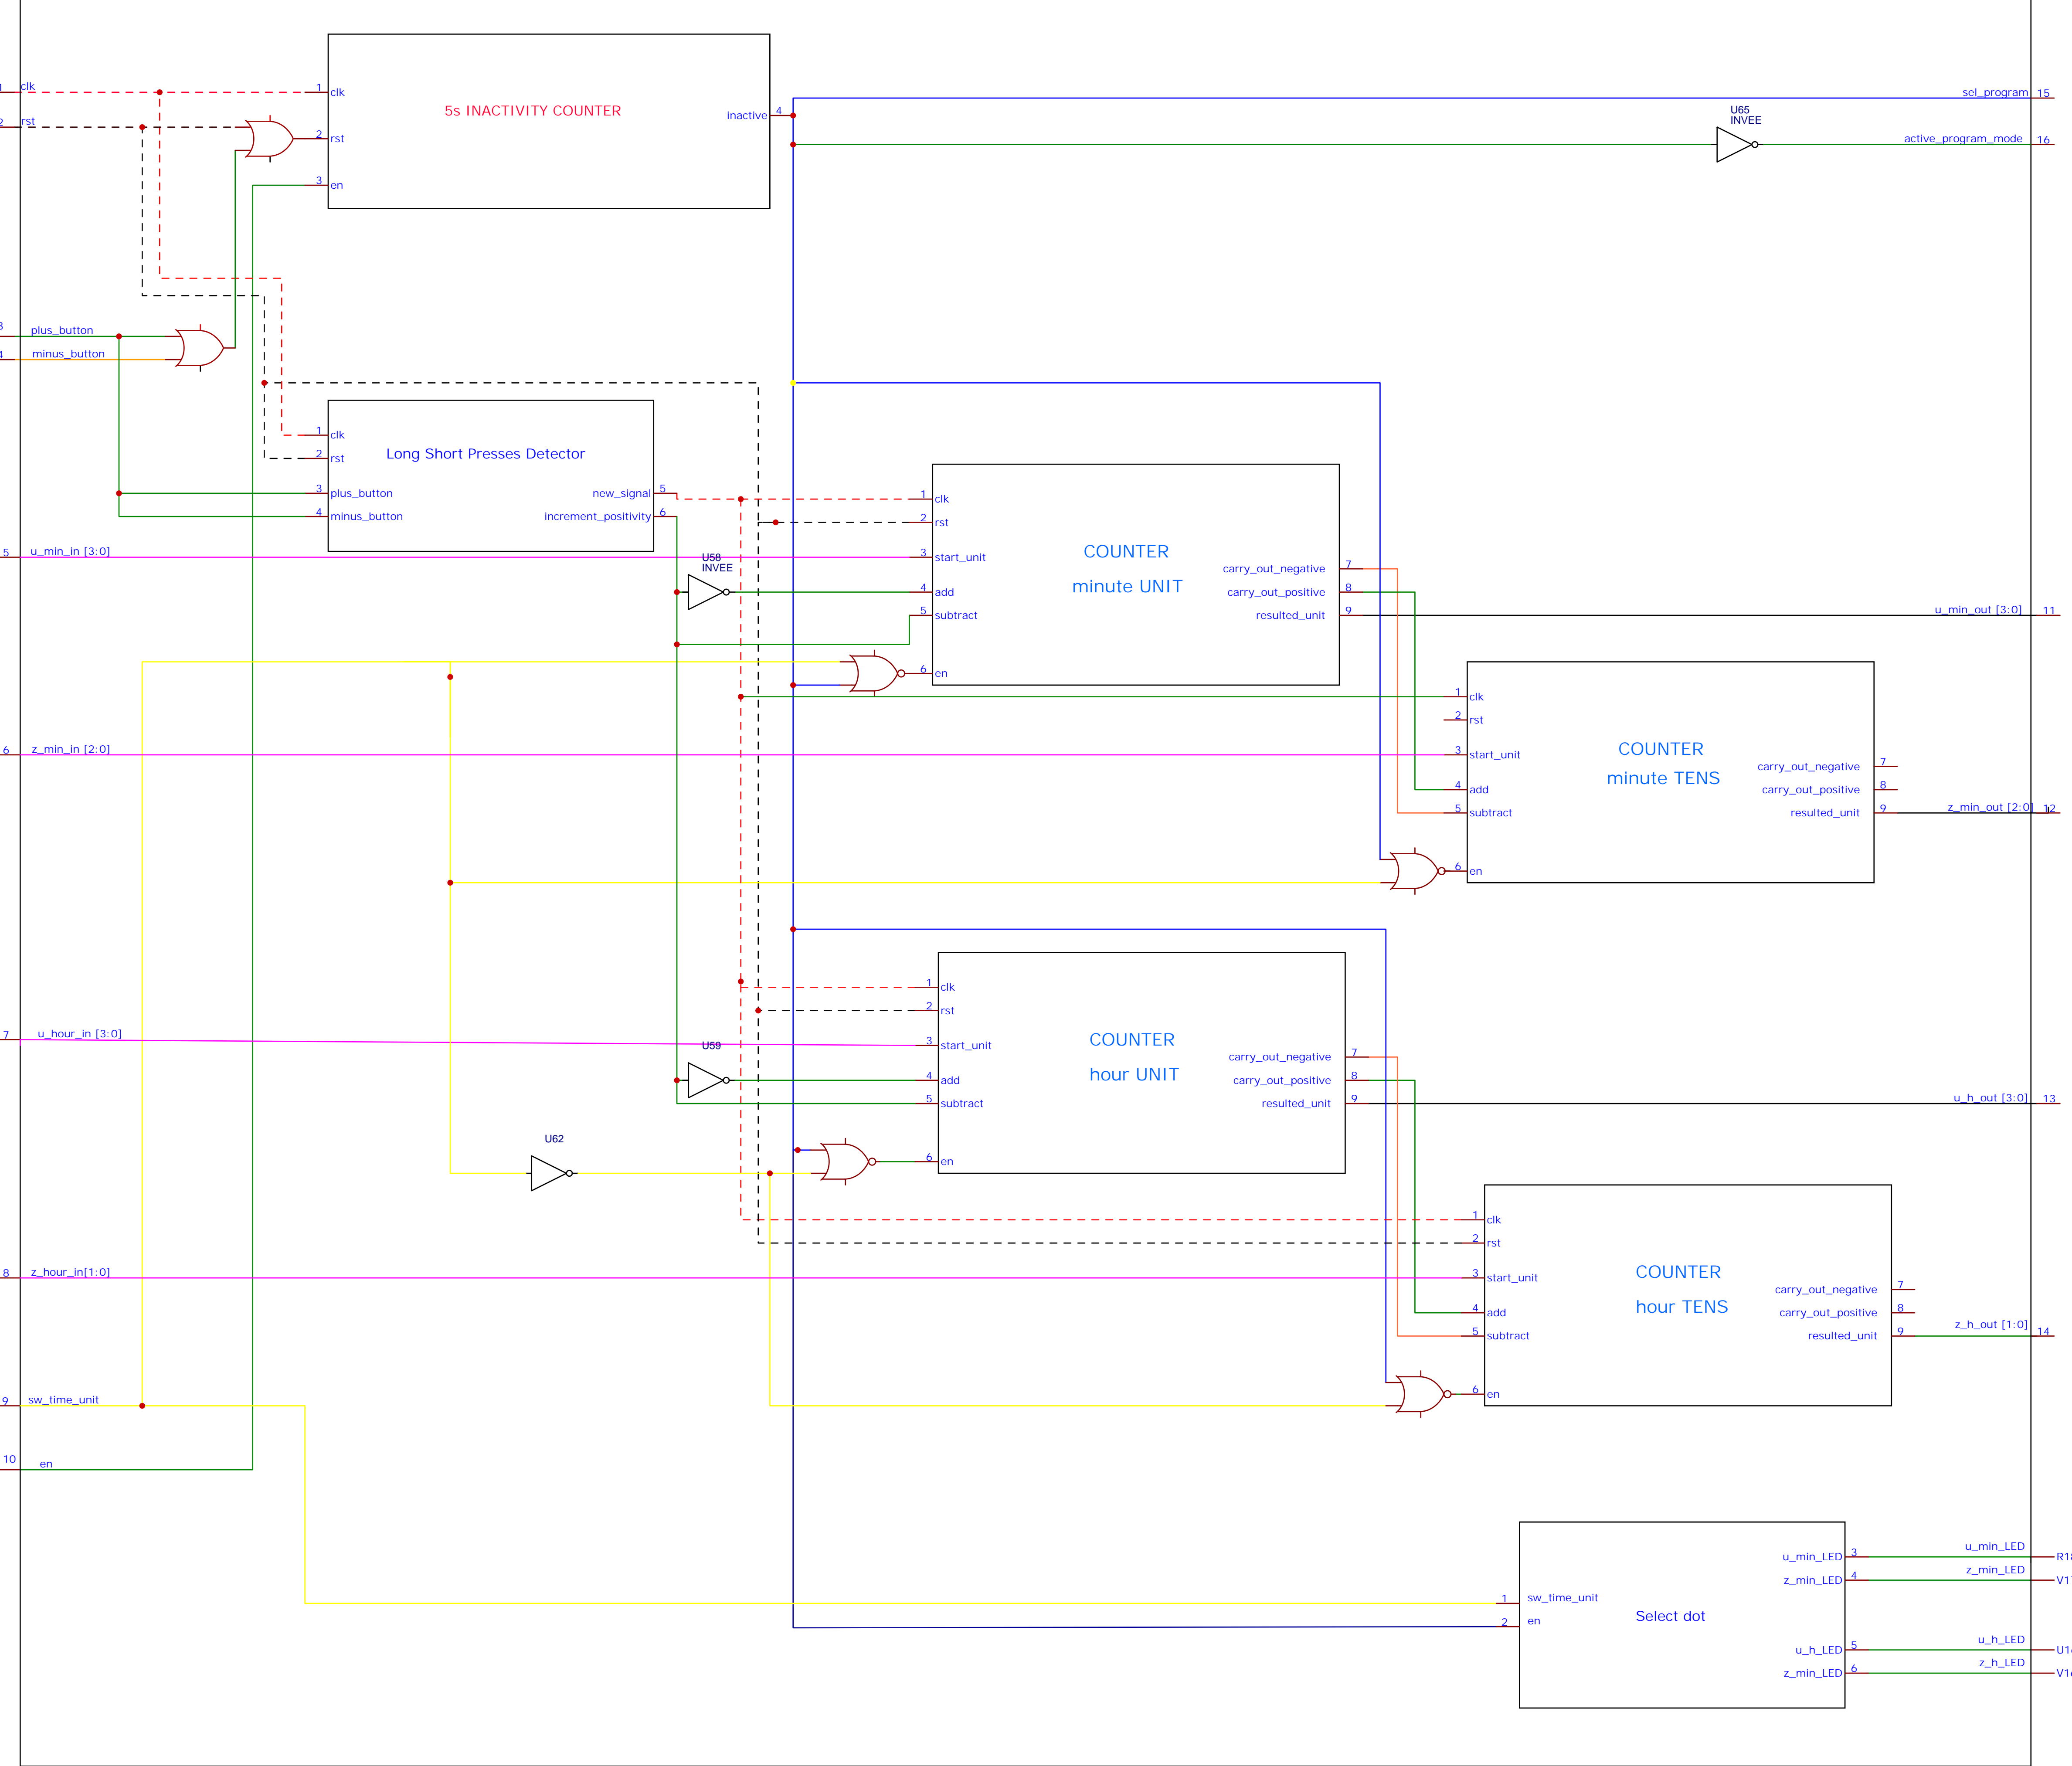 clk
rst
1
clk
2
rst
3
en
5s INACTIVITY COUNTER
inactive
4
sel_program
15
U65
INVEE
active_program_mode
16
plus_button
minus_button
1
clk
2
rst
3
plus_button
4
minus_button
Long Short Presses Detector
new_signal
5
increment_positivity
6
5
u_min_in [3:0]
U58
INVEE
1
clk
2
rst
3
start_unit
4
add
5
subtract
6
en
COUNTER
minute UNIT
carry_out_negative
7
carry_out_positive
8
resulted_unit
9
u_min_out [3:0]
11
6
z_min_in [2:0]
1
clk
2
rst
3
start_unit
4
add
5
subtract
6
en
COUNTER
minute TENS
carry_out_negative
7
carry_out_positive
8
resulted_unit
9
z_min_out [2:0]
12
7
u_hour_in [3:0]
U59
1
clk
2
rst
3
start_unit
4
add
5
subtract
6
en
COUNTER
hour UNIT
carry_out_negative
7
carry_out_positive
8
resulted_unit
9
u_h_out [3:0]
13
U62
8
z_hour_in[1:0]
1
clk
2
rst
3
start_unit
4
add
5
subtract
6
en
COUNTER
hour TENS
carry_out_negative
7
carry_out_positive
8
resulted_unit
9
z_h_out [1:0]
14
9
sw_time_unit
10
en
1
sw_time_unit
2
en
Select dot
u_min_LED
3
u_min_LED
z_min_LED
4
z_min_LED
u_h_LED
5
u_h_LED
z_min_LED
6
z_h_LED